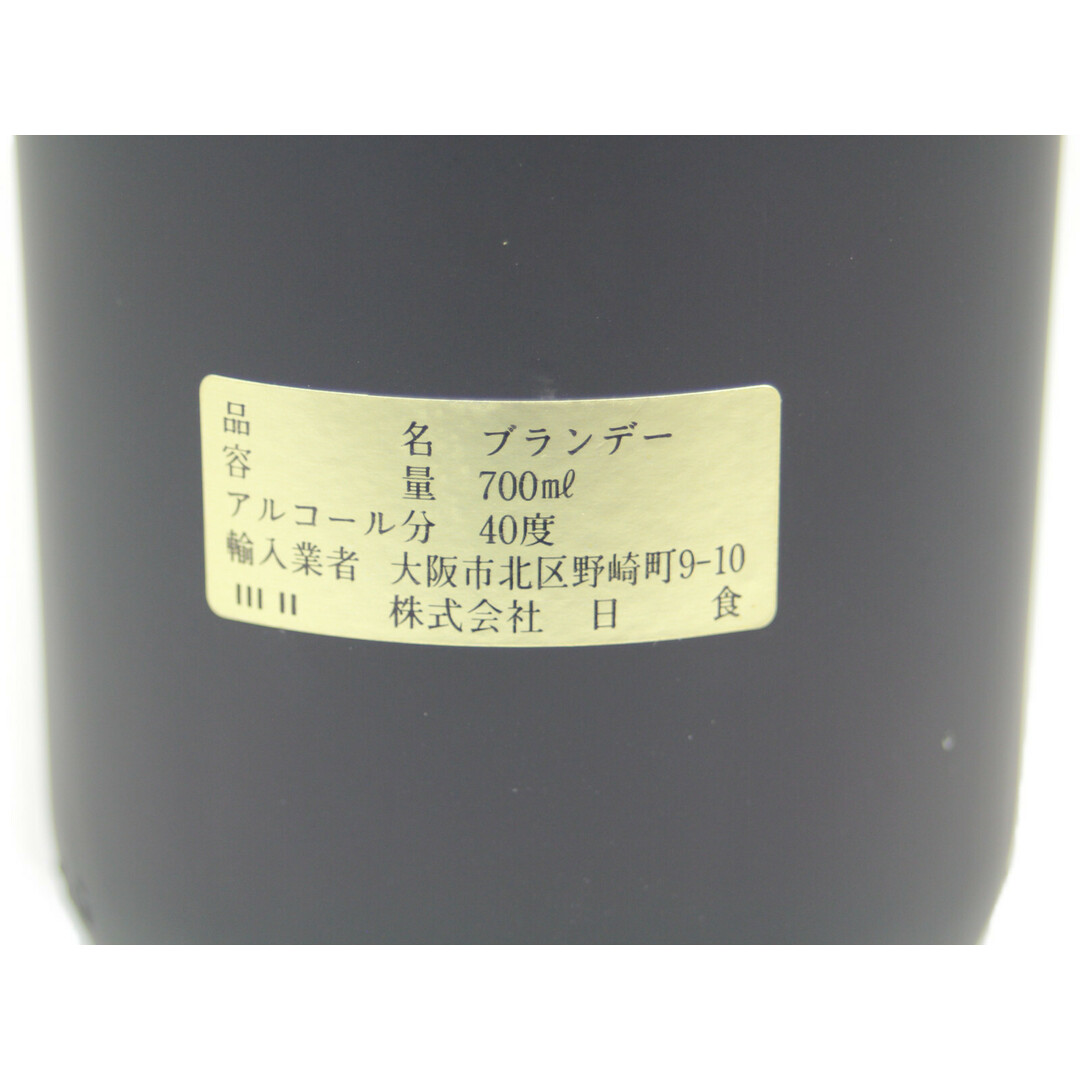 品名 ブランデー
容量 700㎖
アルコール分 40度
輸入業者 大阪市北区野崎町9-10
株式会社 日食